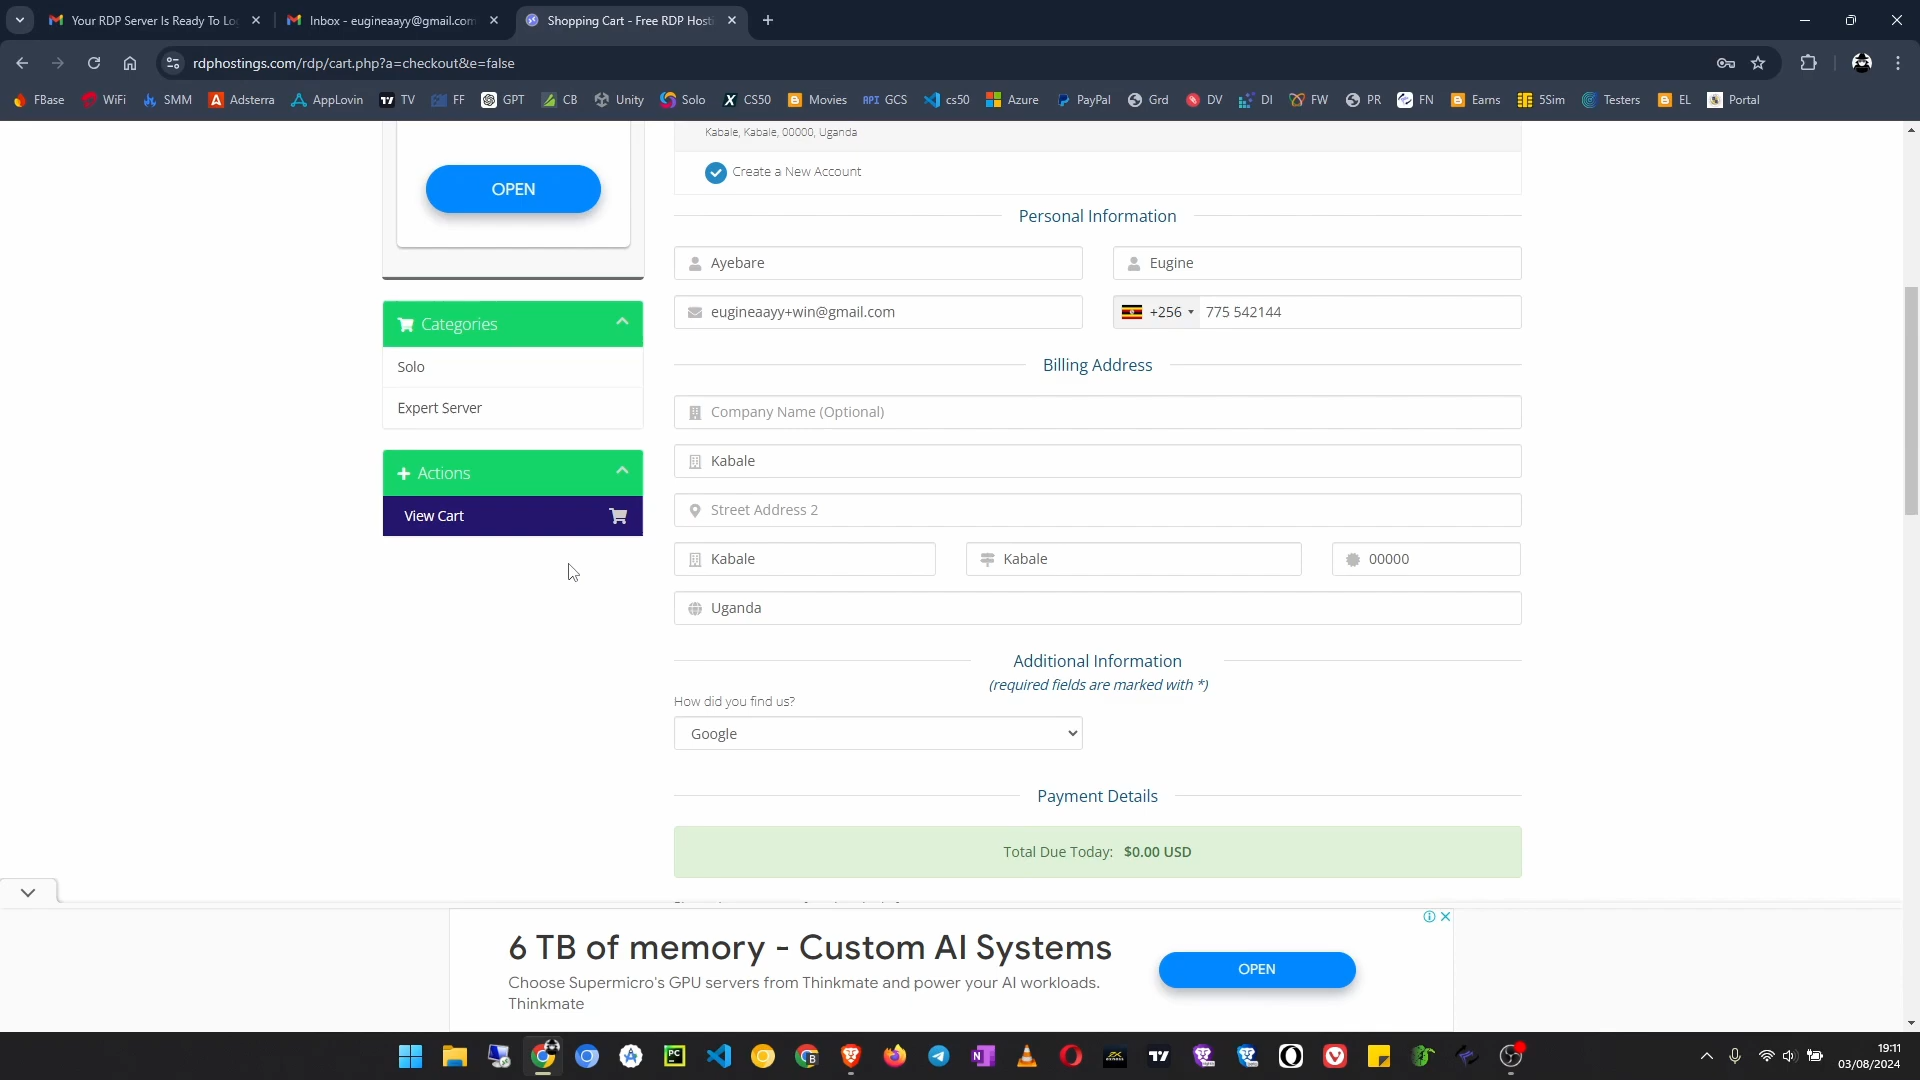 Your RDP Server Is Ready To Lo
Inbox - eugineaayy@gmail.com
Shopping Cart - Free RDP Host
rdphostings.com/rdp/cart.php?a=checkout&e=false
FBase WiFi SMM Adsterra AppLovin TV FF GPT CB Unity Solo CS50 Movies API GCS cs50 Azure PayPal Grd DV DI FW PR FN Earns 5Sim Testers EL Portal
Kabale, Kabale, 00000, Uganda
OPEN
Create a New Account
Personal Information
Ayebare
Eugine
eugineaayy+win@gmail.com
+256 775 542144
Categories
Solo
Expert Server
Actions
View Cart
Billing Address
Company Name (Optional)
Kabale
Street Address 2
Kabale
Kabale
00000
Uganda
Additional Information
(required fields are marked with *)
How did you find us?
Google
Payment Details
Total Due Today: $0.00 USD
6 TB of memory - Custom AI Systems
Choose Supermicro's GPU servers from Thinkmate and power your AI workloads.
Thinkmate
OPEN
19:11
03/08/2024